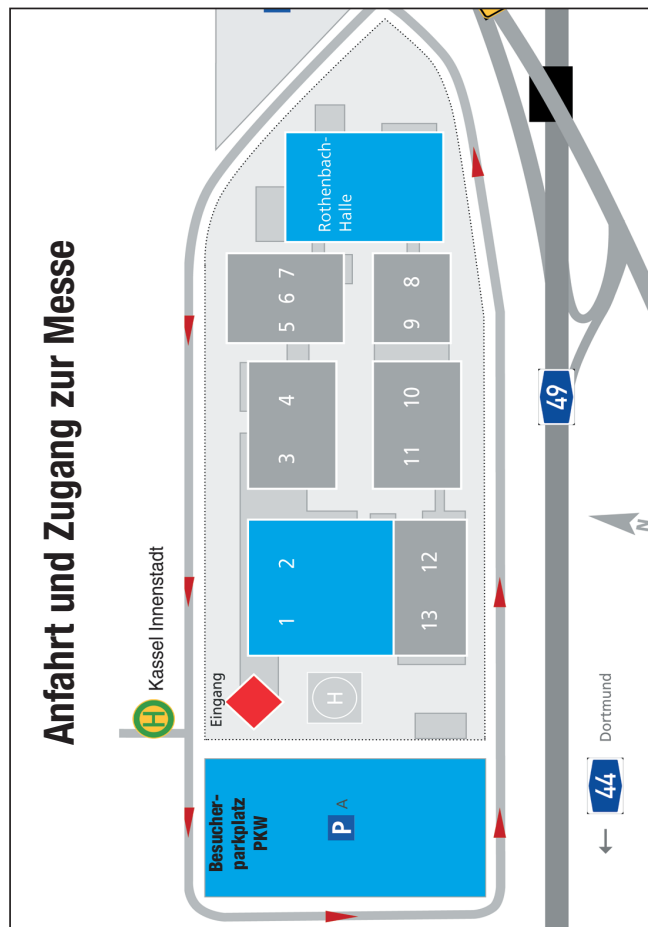 Anfahrt und Zugang zur Messe
H
Kassel Innenstadt
Eingang
H
Besucher-
parkplatz
PKW
P
A
1
2
3
4
5
6
7
Rothenbach-
Halle
13
12
11
10
9
8
49
N
44
Dortmund